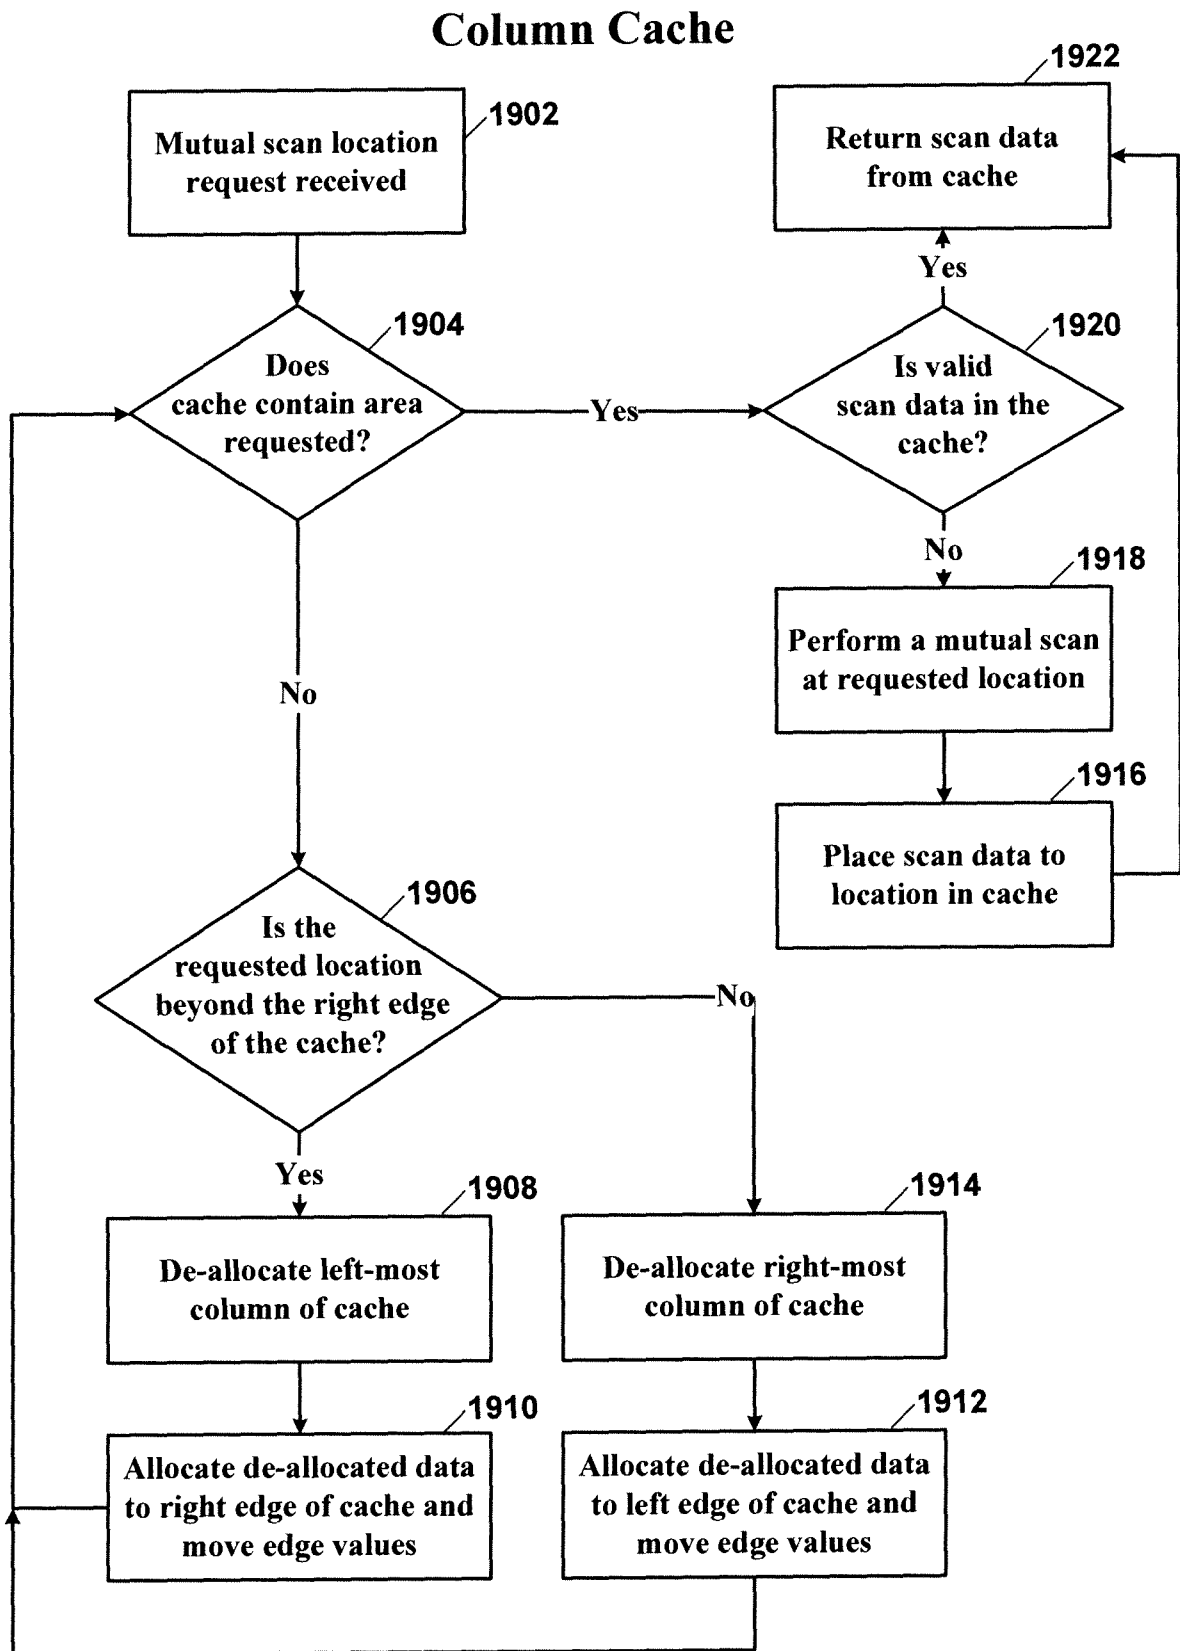 Column Cache
1902
Mutual scan location
request received
1904
Does
cache contain area
requested?
Yes
No
1906
Is the
requested location
beyond the right edge
of the cache?
No
Yes
1908
De-allocate left-most
column of cache
1910
Allocate de-allocated data
to right edge of cache and
move edge values
1914
De-allocate right-most
column of cache
1912
Allocate de-allocated data
to left edge of cache and
move edge values
1922
Return scan data
from cache
Yes
1920
Is valid
scan data in the
cache?
No
1918
Perform a mutual scan
at requested location
1916
Place scan data to
location in cache